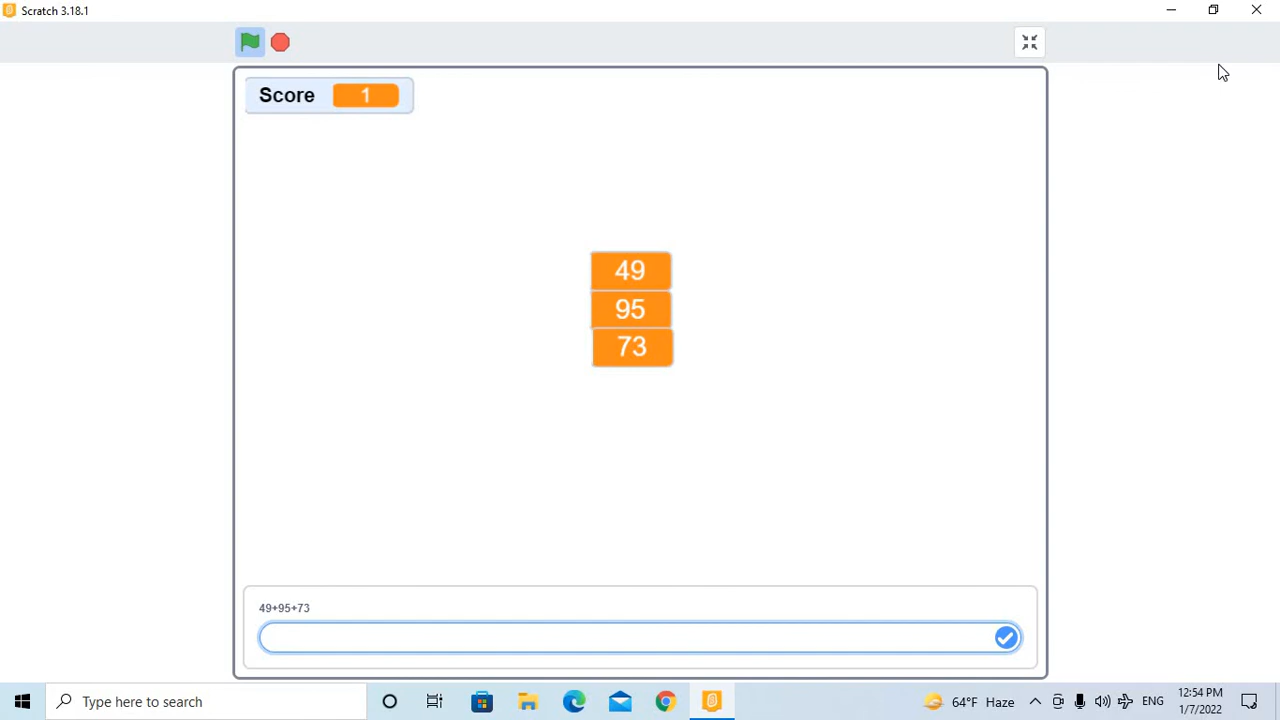 Scratch 3.18.1
Score 1
49
95
73
49+95+73
Type here to search
64°F Haze
ENG
12:54 PM
1/7/2022